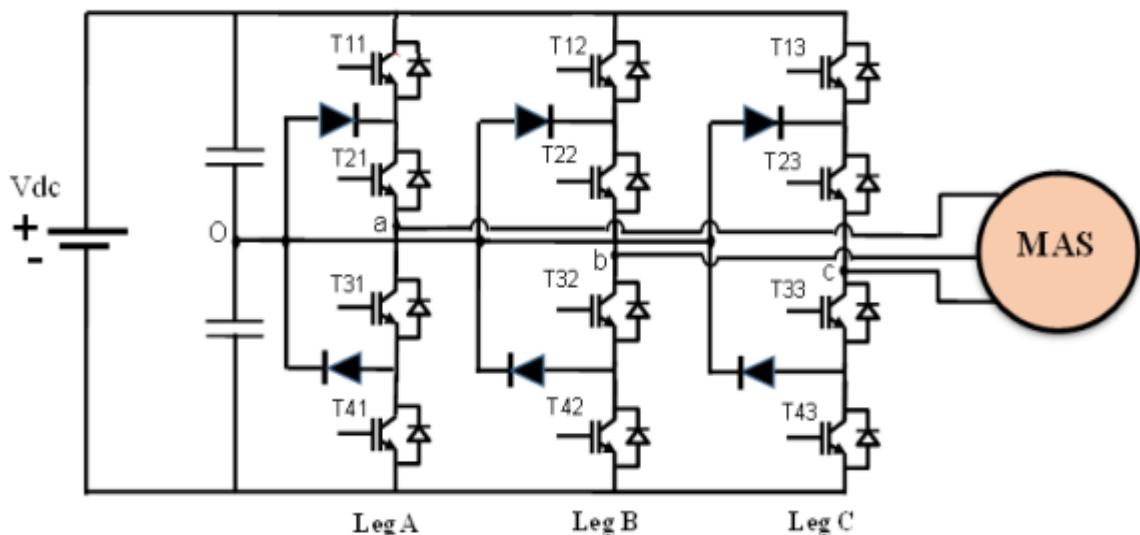 T11
T12
T13
T21
T22
T23
Vdc
+
-
O
a
b
c
MAS
T31
T32
T33
T41
T42
T43
Leg A
Leg B
Leg C